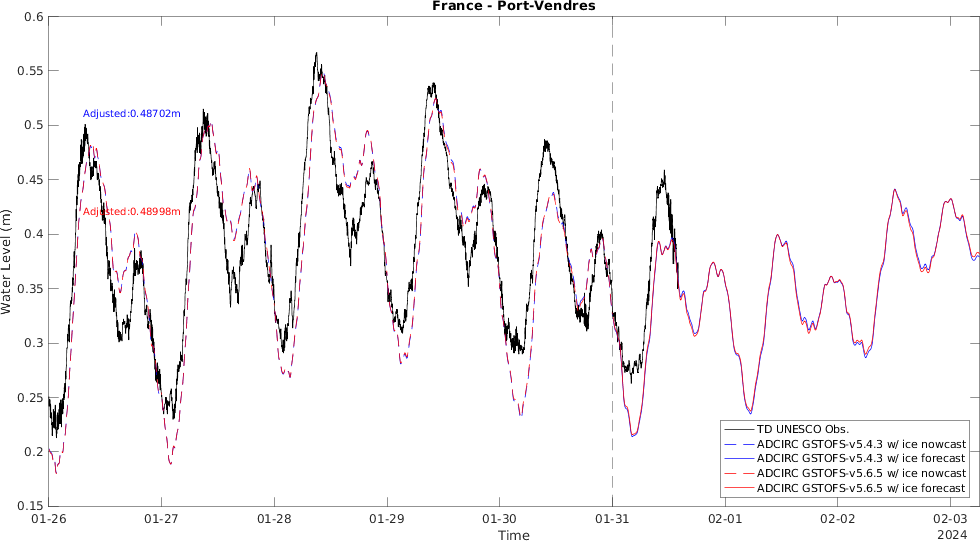 France - Port-Vendres
0.6
0.55
0.5
0.45
0.4
0.35
0.3
0.25
0.2
0.15
Water Level (m)
Adjusted:0.48702m
Adjusted:0.48998m
TD UNESCO Obs.
ADCIRC GSTOFS-v5.4.3 w/ ice nowcast
ADCIRC GSTOFS-v5.4.3 w/ ice forecast
ADCIRC GSTOFS-v5.6.5 w/ ice nowcast
ADCIRC GSTOFS-v5.6.5 w/ ice forecast
01-26 01-27 01-28 01-29 01-30 01-31 02-01 02-02 02-03
Time
2024